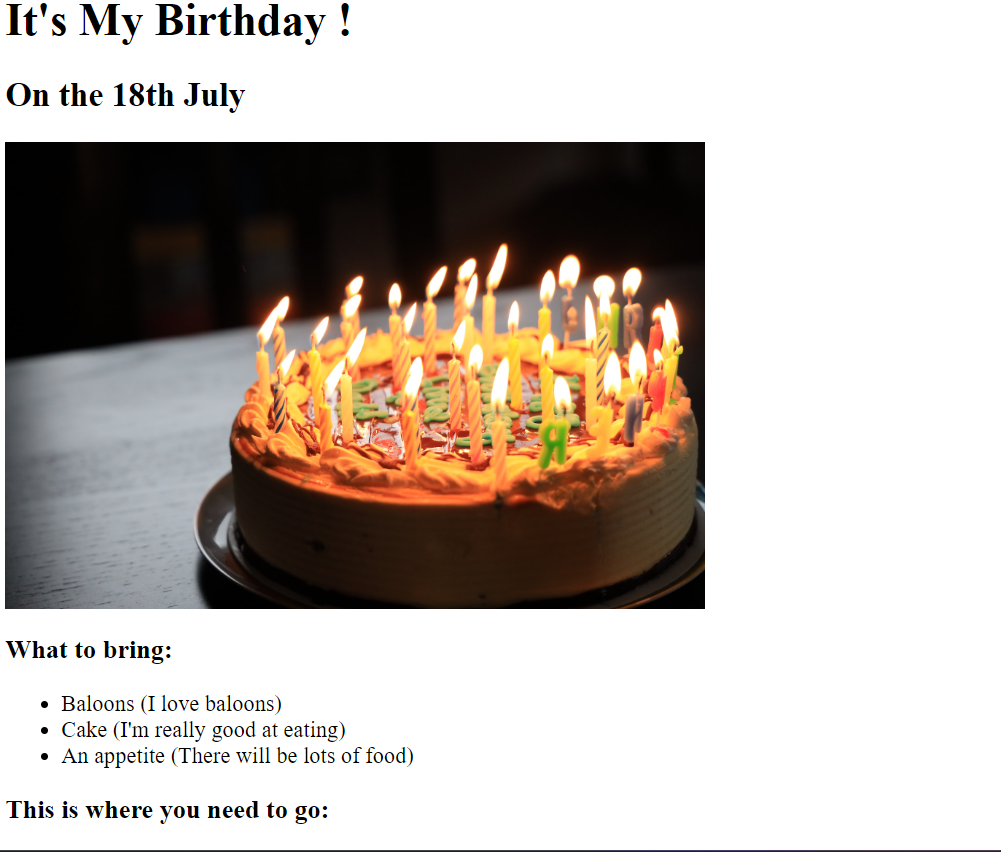 It's My Birthday !
On the 18th July
What to bring:
Baloons (I love baloons)
Cake (I'm really good at eating)
An appetite (There will be lots of food)
This is where you need to go: